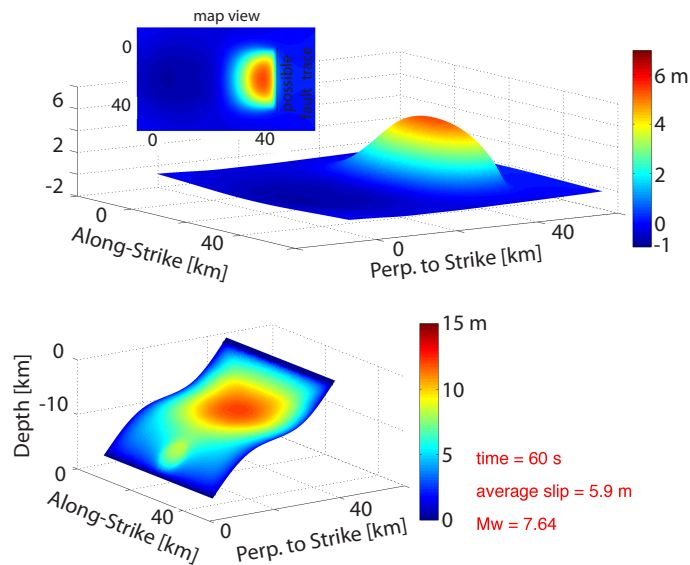 map view
0
40
possible
fault trace
0
40
6
4
2
-2
0
40
Along-Strike [km]
0
40
Perp. to Strike [km]
6 m
4
2
0
-1
0
-10
0
Depth [km]
0
40
Along-Strike [km]
0
40
Perp. to Strike [km]
15 m
10
5
0
time = 60 s
average slip = 5.9 m
Mw = 7.64